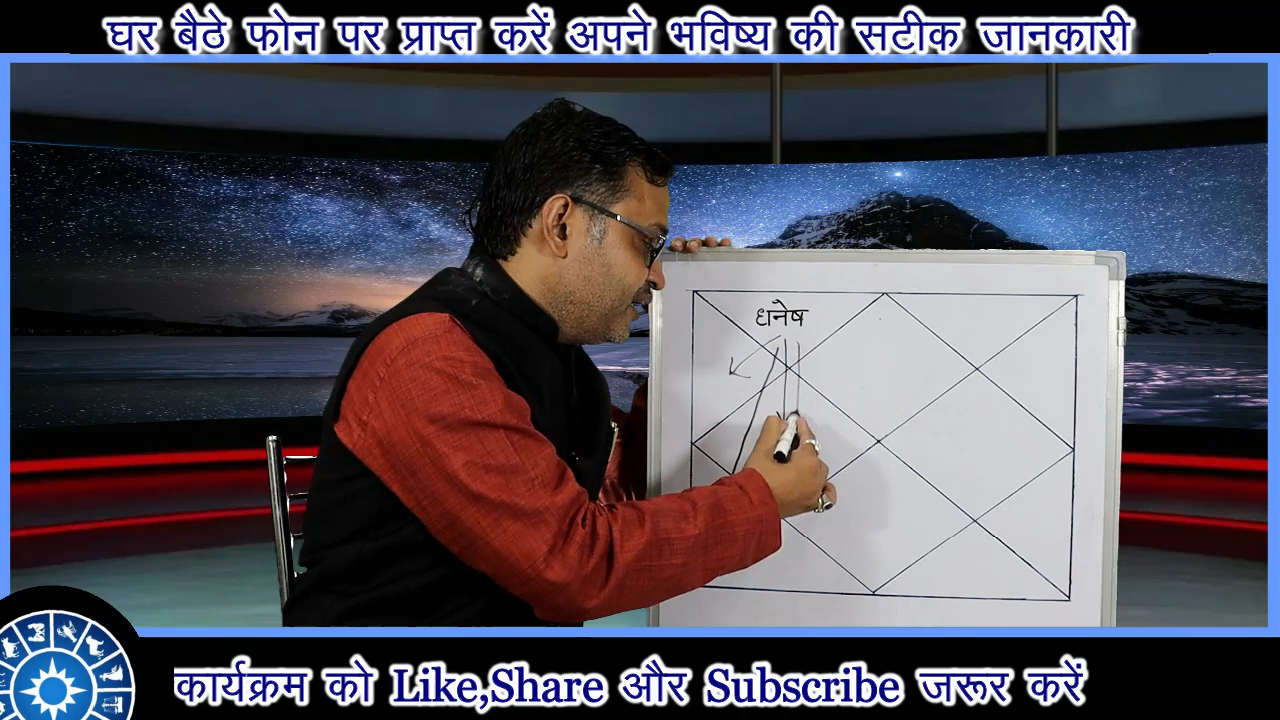 घर बैठे फोन पर प्राप्त करें अपने भविष्य की सटीक जानकारी
धनेष
कार्यक्रम को Like,Share और Subscribe जरूर करें